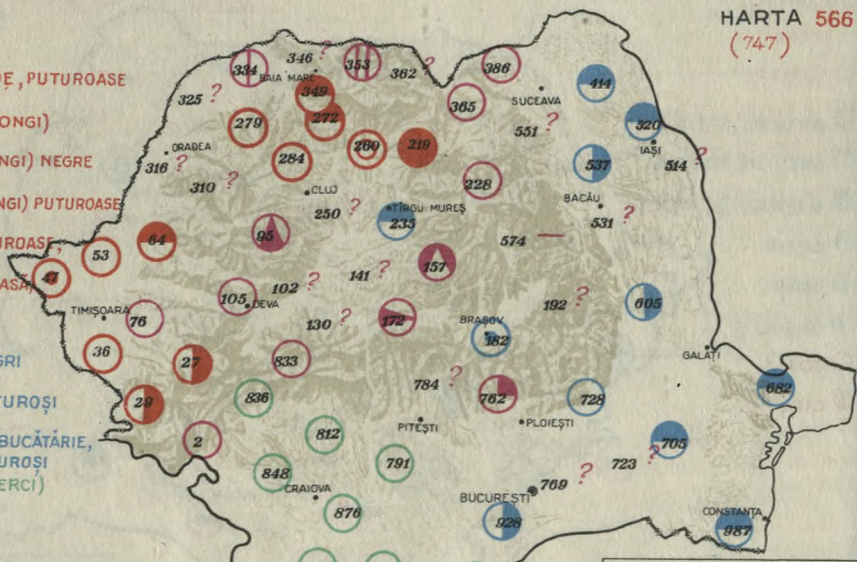 HARTA 566
(747)
E, PUTUROASE
ONGI)
NGI) NEGRE
NGI) PUTUROASE
UROASE,
ASA)
GRI
TUROȘI
BUCĂTĂRIE,
UROȘI
ERCI)
334
346 ?
353
362 ?
386
BAIA MARE
325 ?
349
365
SUCEAVA
414
279
272
551 ?
520
ORADEA
316 ?
284
260
219
537
IAȘI
514 ?
310 ?
CLUJ
228
BACĂU
250 ?
TÎRGU MUREȘ
235
531 ?
53
64
95
574 —
47
102 ?
141 ?
157
105
DEVA
192 ?
605
TIMIȘOARA
76
130 ?
172
BRAȘOV
182
36
27
833
GALAȚI
784 ?
29
836
762
728
682
PITEȘTI
PLOIEȘTI
2
812
705
848
791
723 ?
CRAIOVA
769 ?
BUCUREȘTI
876
928
CONSTANȚA
987